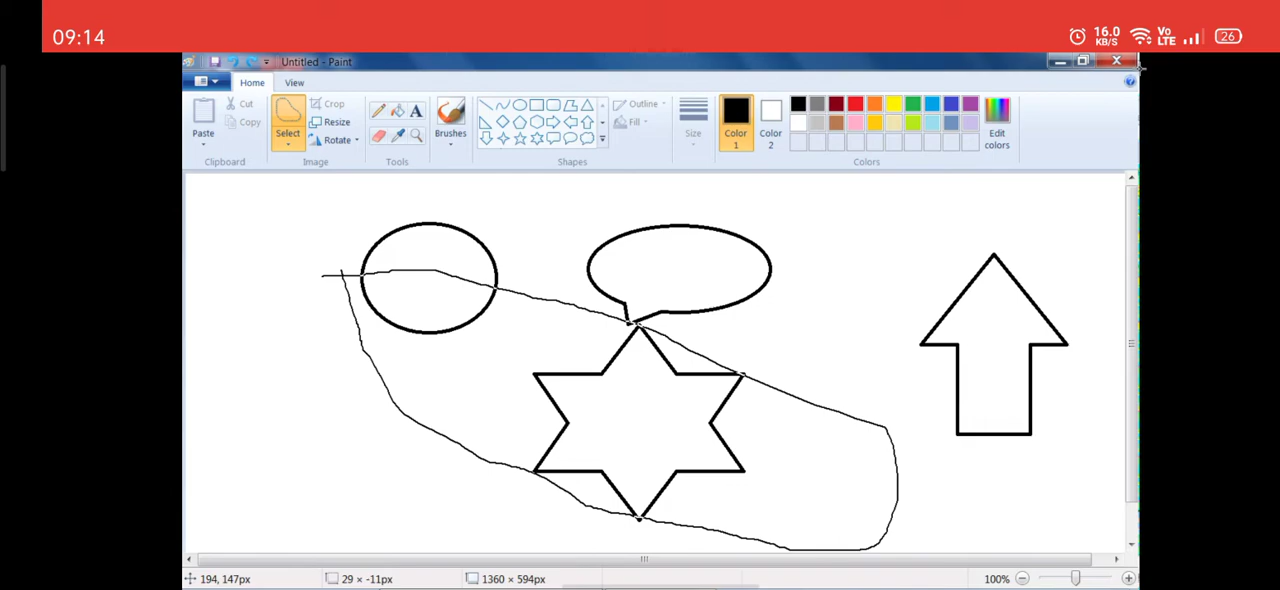 09:14 16.0 KB/S Vo LTE 26
Untitled - Paint
Home View
Paste Cut Copy Select Crop Resize Rotate A Brushes Outline Fill Size Color 1 Color 2 Edit colors
Clipboard Image Tools Shapes Colors
194, 147px 29 × -11px 1360 × 594px 100%